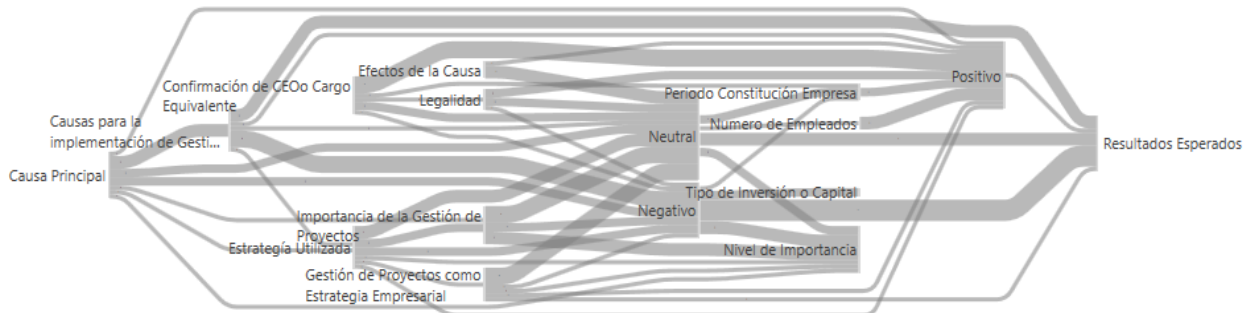 Causa Principal
Causas para la
implementación de Gesti...
Confirmación de CEOo Cargo
Equivalente
Efectos de la Causa
Legalidad
Importancia de la Gestión de
Proyectos
Estrategía Utilizada
Gestión de Proyectos como
Estrategia Empresarial
Neutral
Negativo
Periodo Constitución Empresa
Numero de Empleados
Tipo de Inversión o Capital
Nivel de Importancia
Positivo
Resultados Esperados